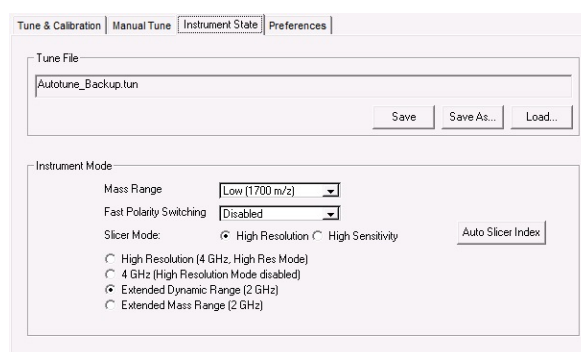 Tune & Calibration Manual Tune Instrument State Preferences
Tune File
Autotune_Backup.tun
Save Save As... Load...
Instrument Mode
Mass Range Low (1700 m/z)
Fast Polarity Switching Disabled
Slicer Mode: High Resolution High Sensitivity Auto Slicer Index
High Resolution (4 GHz, High Res Mode)
4 GHz (High Resolution Mode disabled)
Extended Dynamic Range (2 GHz)
Extended Mass Range (2 GHz)